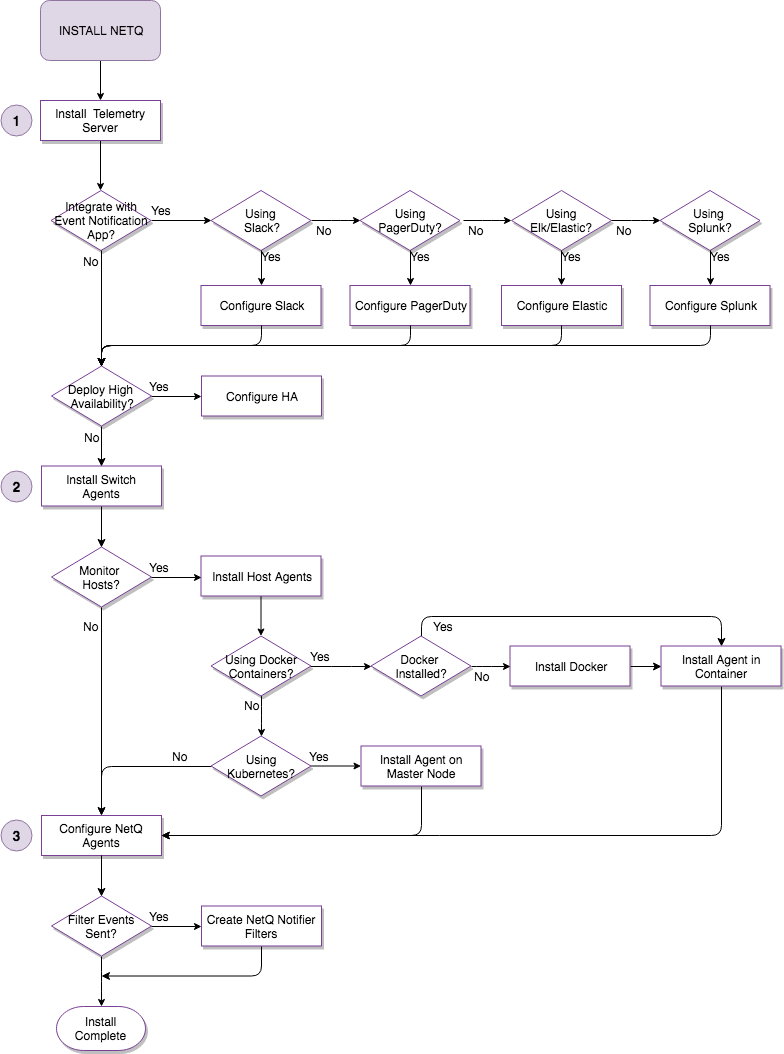 INSTALL NETQ
1
Install Telemetry
Server
Integrate with
Event Notification
App?
Yes
Using
Slack?
No
Using
PagerDuty?
No
Using
Elk/Elastic?
No
Using
Splunk?
No
Yes
Yes
Yes
Yes
Configure Slack
Configure PagerDuty
Configure Elastic
Configure Splunk
Deploy High
Availability?
Yes
Configure HA
No
2
Install Switch
Agents
Monitor
Hosts?
Yes
Install Host Agents
No
Using Docker
Containers?
Yes
Docker
Installed?
Yes
No
Install Docker
Install Agent in
Container
No
Using
Kubernetes?
No
Yes
Install Agent on
Master Node
3
Configure NetQ
Agents
Filter Events
Sent?
Yes
Create NetQ Notifier
Filters
Install
Complete